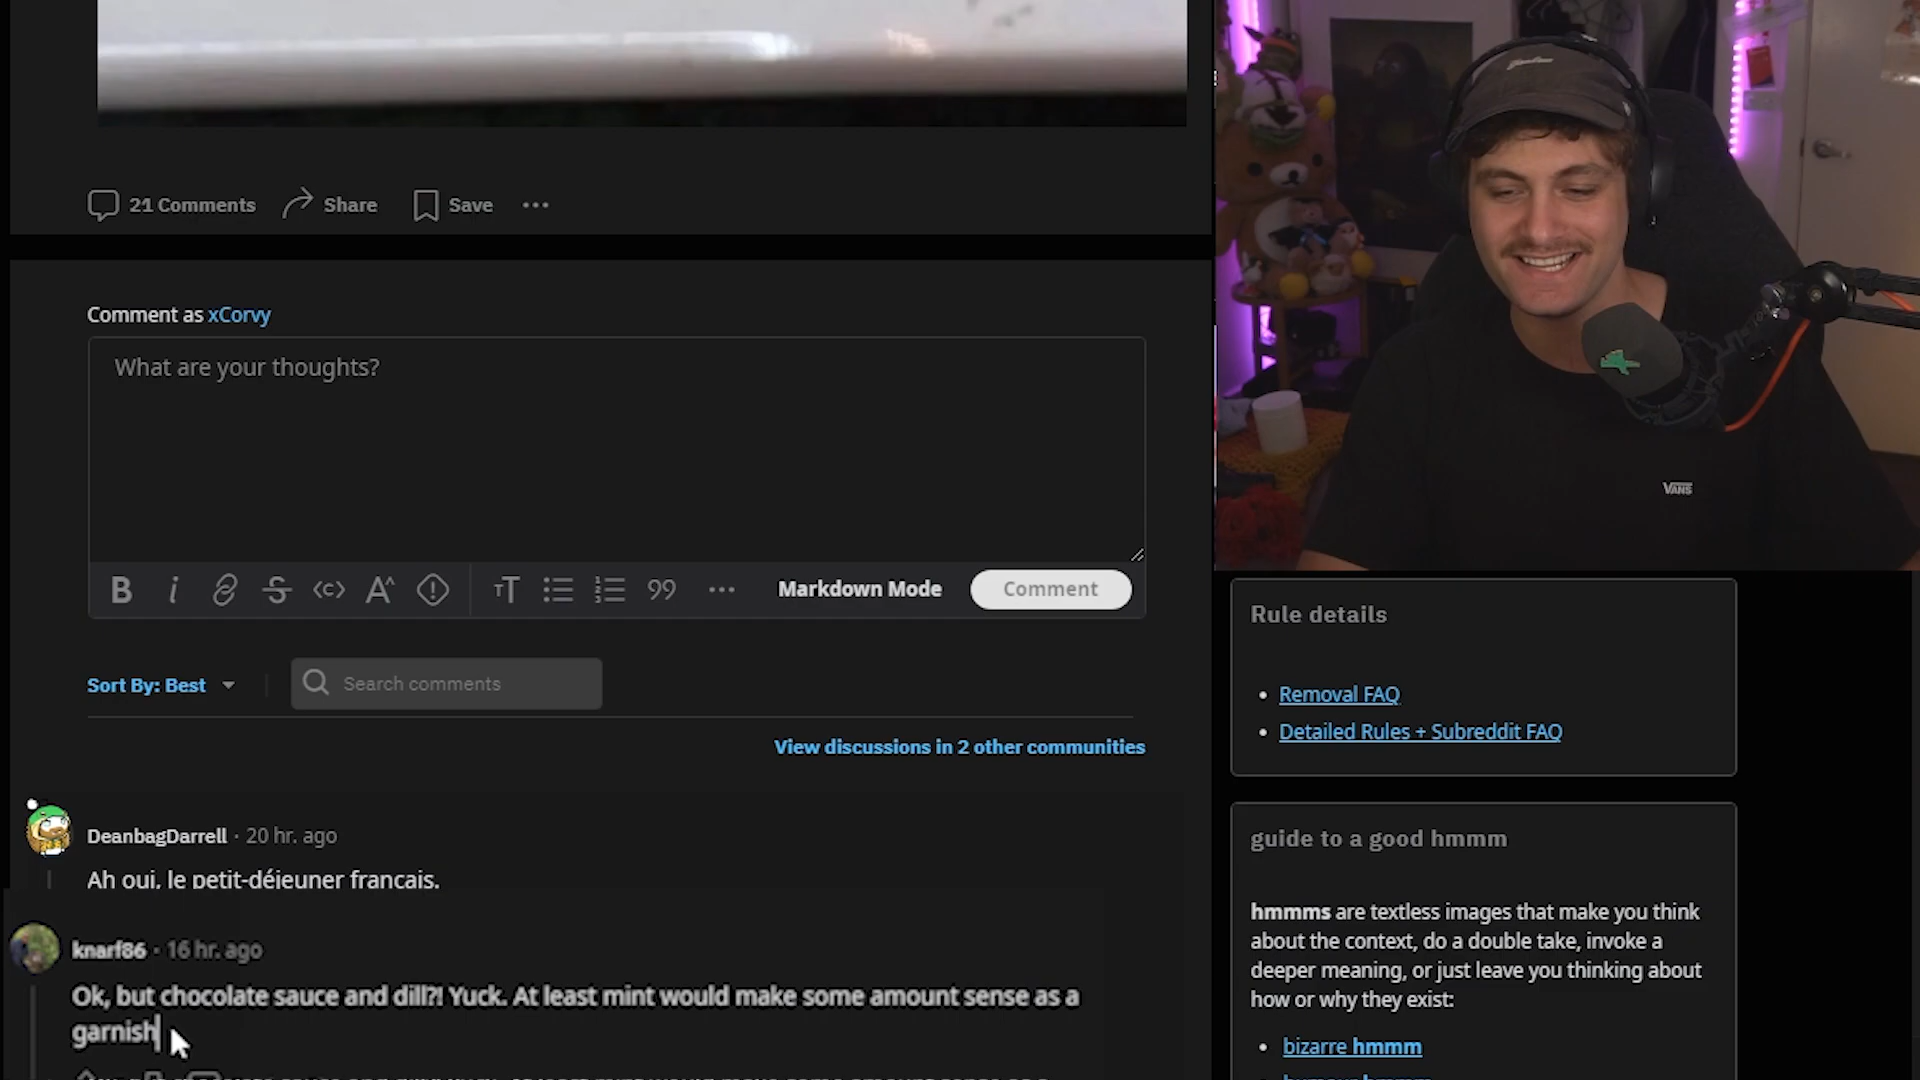 21 Comments
Share
Save
Comment as xCorvy
What are your thoughts?
Markdown Mode
Comment
Sort By: Best
Search comments
View discussions in 2 other communities
DeanbagDarrell · 20 hr. ago
Ah oui, le petit-déjeuner français.
knarf86 · 16 hr. ago
Ok, but chocolate sauce and dill?! Yuck. At least mint would make some amount sense as a
garnish
VANS
Rule details
• Removal FAQ
• Detailed Rules + Subreddit FAQ
guide to a good hmmm
hmmms are textless images that make you think
about the context, do a double take, invoke a
deeper meaning, or just leave you thinking about
how or why they exist:
• bizarre hmmm